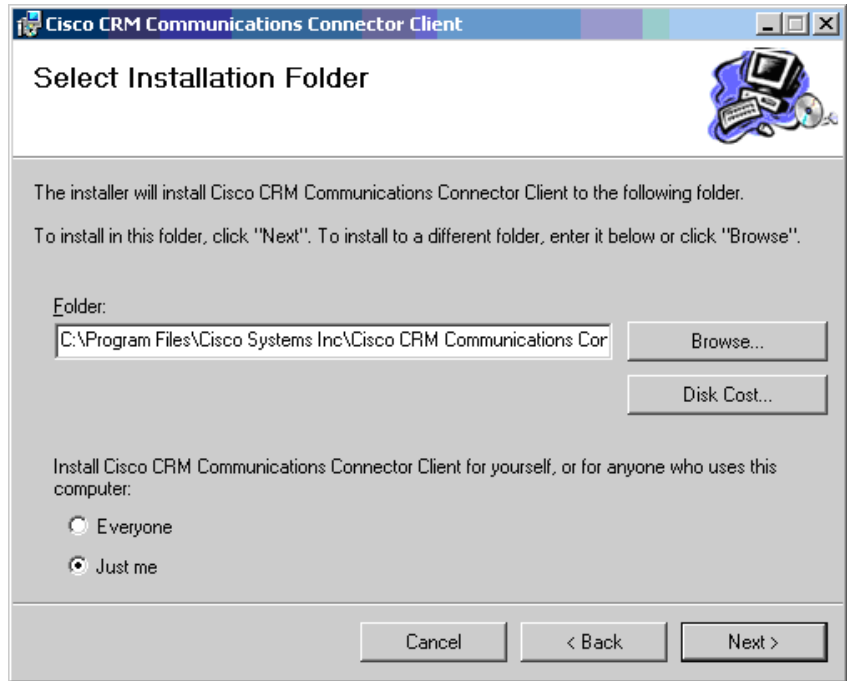 Cisco CRM Communications Connector Client
Select Installation Folder
The installer will install Cisco CRM Communications Connector Client to the following folder.
To install in this folder, click "Next". To install to a different folder, enter it below or click "Browse".
Folder:
C:\Program Files\Cisco Systems Inc\Cisco CRM Communications Con
Browse...
Disk Cost...
Install Cisco CRM Communications Connector Client for yourself, or for anyone who uses this
computer:
Everyone
Just me
Cancel
< Back
Next >